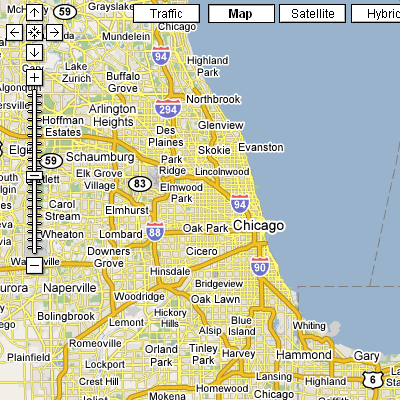 Traffic
Map
Satellite
Hybri
59
Grayslake
Mundelein
Chicago
94
Highland
Park
Lake
Zurich
Buffalo
Grove
Northbrook
Arlington
Heights
294
Hoffman
Estates
Des
Plaines
Glenview
Skokie
Evanston
Schaumburg
59
Park
Ridge
Lincolnwood
Elk Grove
Village
83
Elmwood
Park
94
Carol
Stream
Elmhurst
88
Oak Park
Chicago
Wheaton
Lombard
Downers
Grove
Cicero
90
Hinsdale
Naperville
Woodridge
Bridgeview
Oak Lawn
Bolingbrook
Lemont
Hickory
Hills
Alsip
Blue
Island
Whiting
Romeoville
Plainfield
Lockport
Orland
Park
Tinley
Park
Harvey
Hammond
Gary
Crest Hill
Mokena
Homewood
Lansing
Highland
6